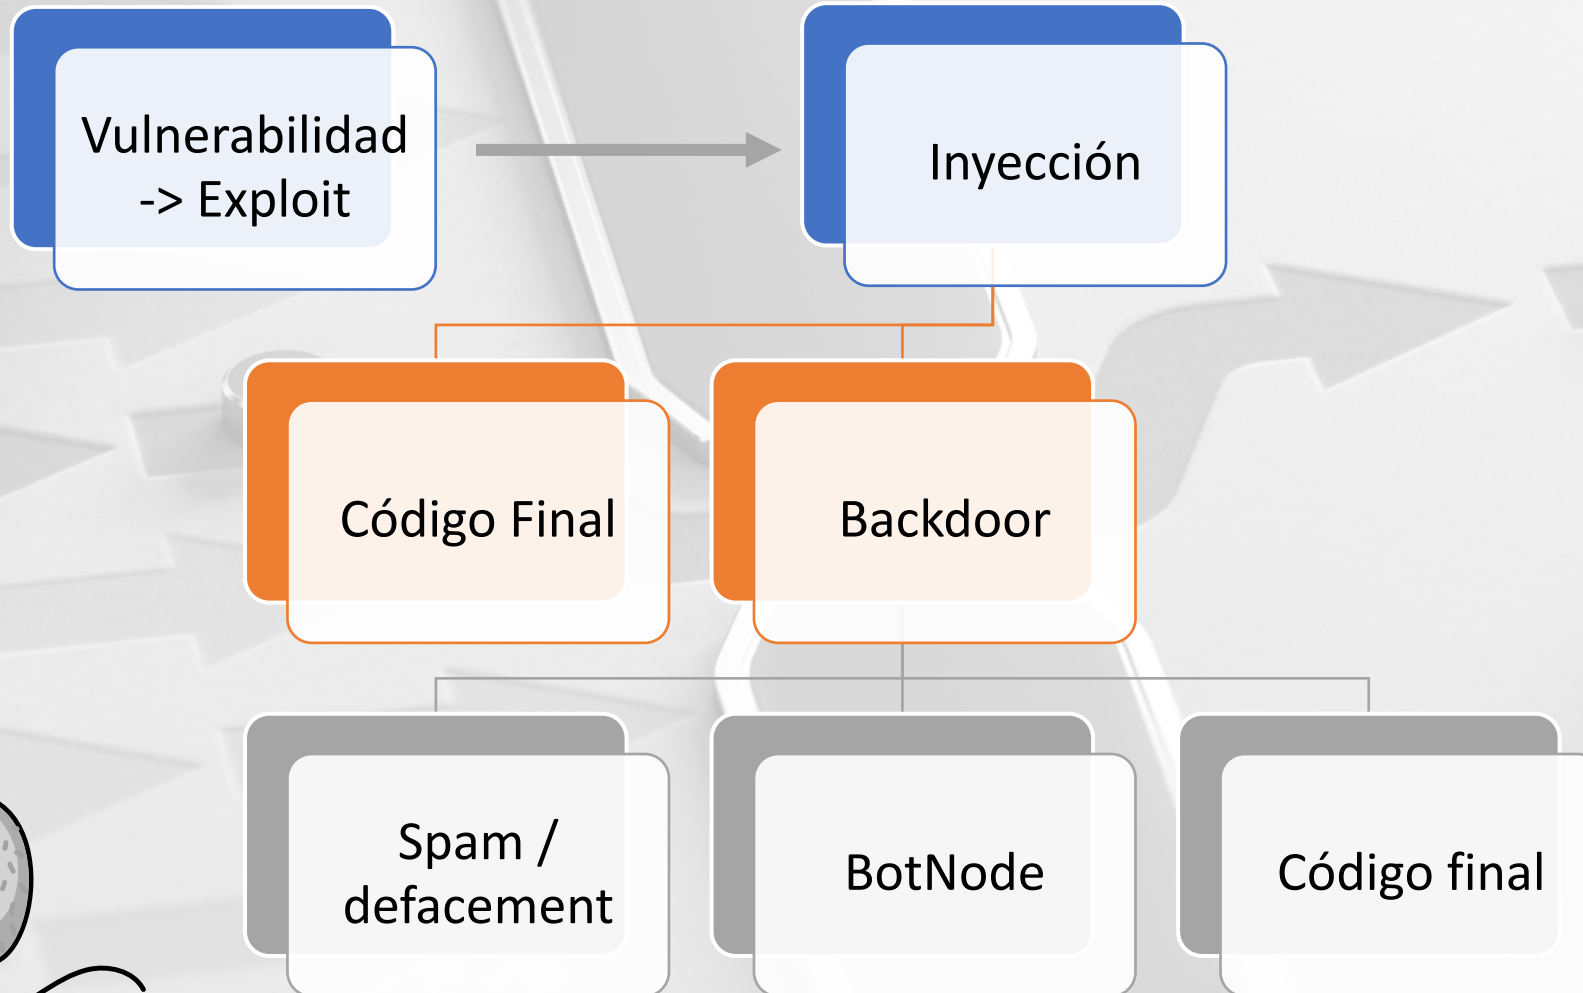 Vulnerabilidad
-> Exploit
Inyección
Código Final
Backdoor
Spam /
defacement
BotNode
Código final